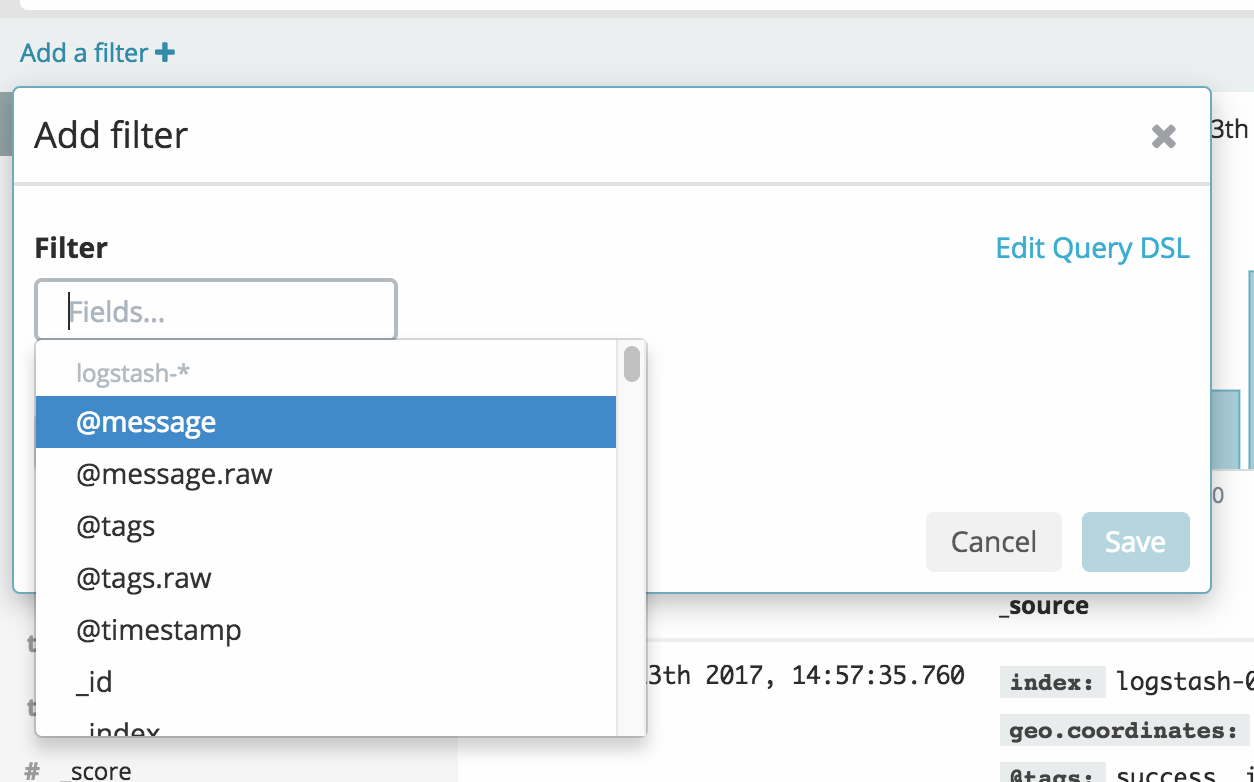 Add a filter +
Add filter
3th
Filter
Edit Query DSL
Fields...
logstash-*
@message
@message.raw
@tags
@tags.raw
@timestamp
_id
_index
0
Cancel
Save
_source
t
3th 2017, 14:57:35.760
index: logstash-0
t
geo.coordinates:
# _score
@tags: success, i